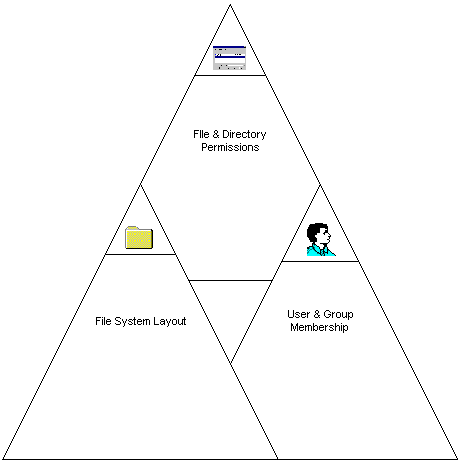 FIle & Directory
Permissions
File System Layout
User & Group
Membership